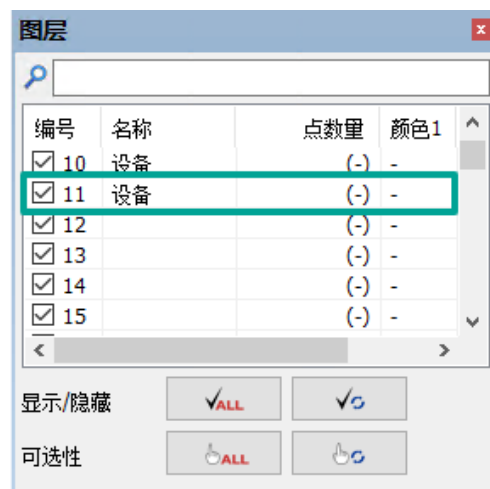 图层
编号 名称 点数量 颜色1
10 设备 (-) -
11 设备 (-) -
12 (-) -
13 (-) -
14 (-) -
15 (-) -
显示/隐藏 ALL
可选性 ALL